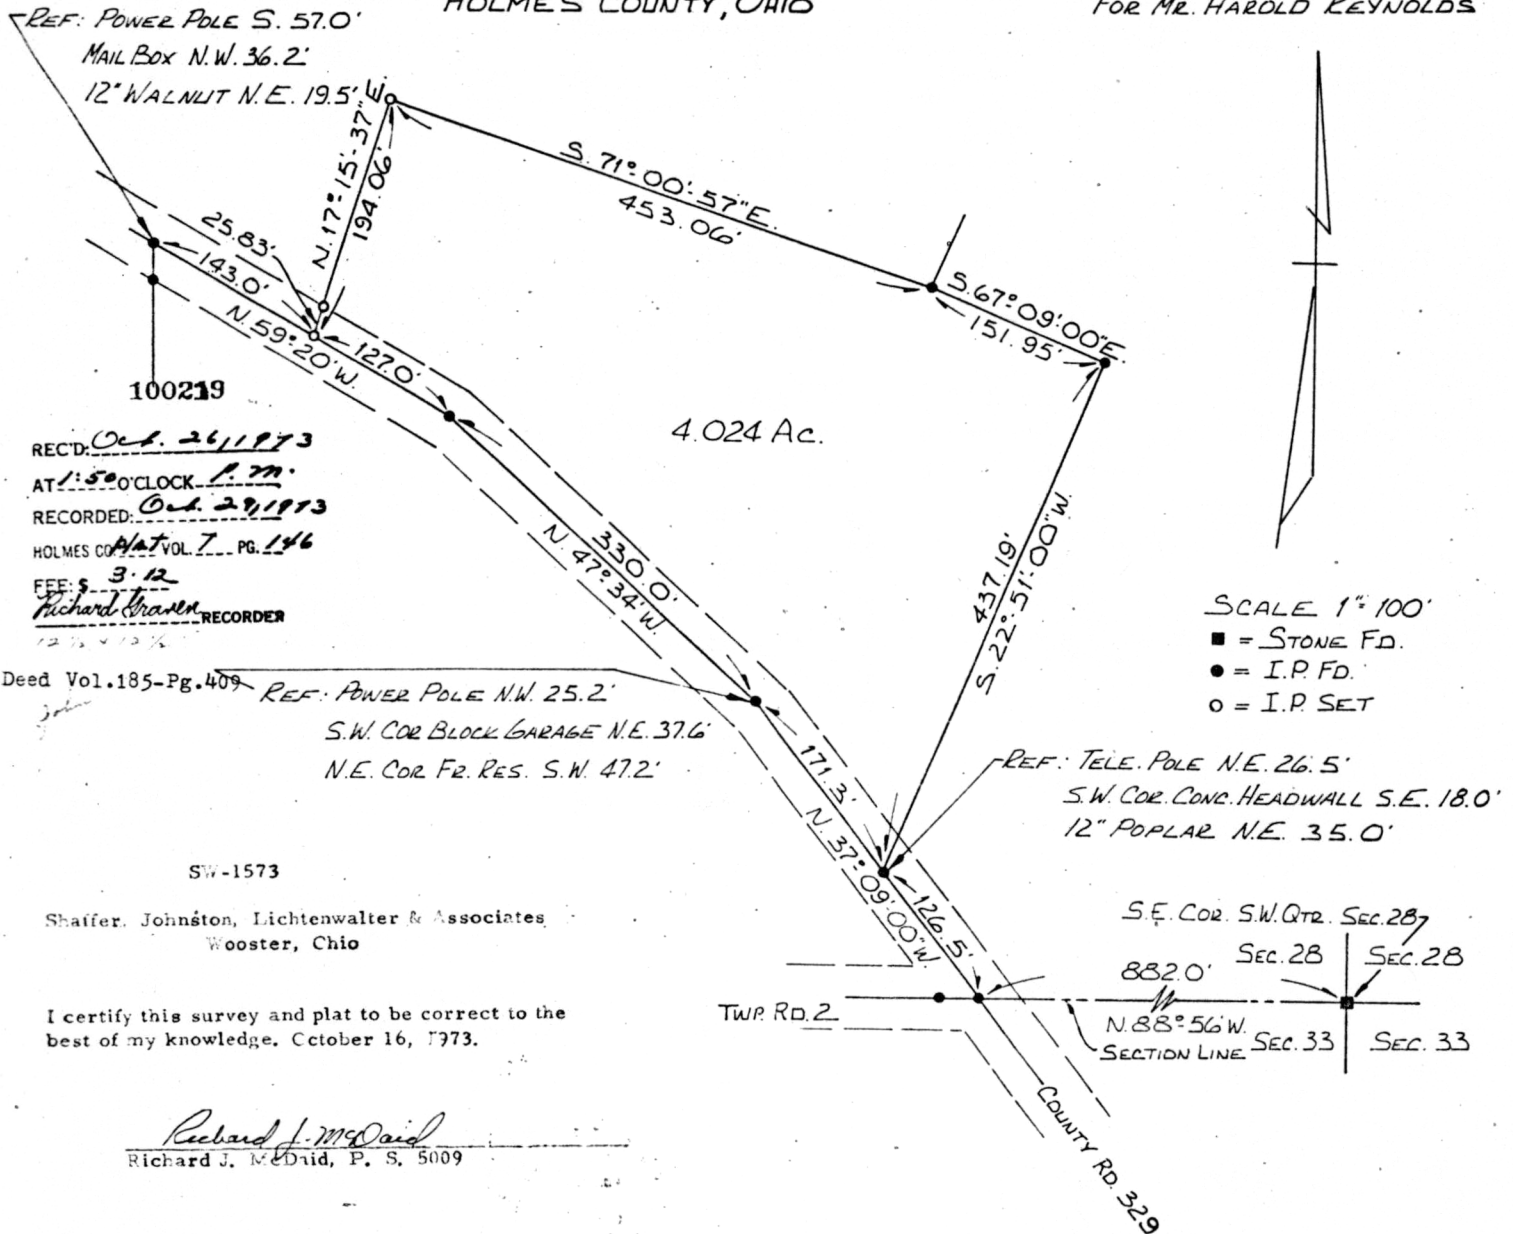 HOLMES COUNTY, OHIO
FOR MR. HAROLD REYNOLDS
REF: POWER POLE S. 57.0'
MAIL BOX N.W. 36.2'
12" WALNUT N.E. 19.5'
N. 17°-15'-37" E.
194.06'
S. 71°-00'-57" E.
453.06'
S. 67°-09'-00" E.
151.95'
25.83'
143.0'
N. 59°-20' W.
127.0'
4.024 AC.
100219
REC'D: Oct. 26, 1973
AT 1:50 O'CLOCK P. M.
RECORDED: Oct. 29, 1973
HOLMES CO. Plat VOL. 7 PG. 146
FEE: $ 3.12
Richard Graven RECORDER
12 ½ x 12 ½
330.0'
N. 47°-34' W.
437.19'
S. 22°-51'-00" W.
SCALE 1" = 100'
■ = STONE FD.
● = I.P. FD.
○ = I.P. SET
Deed Vol.185-Pg.409
John
REF: POWER POLE N.W. 25.2'
S.W. COR BLOCK GARAGE N.E. 37.6'
N.E. COR FR. RES. S.W. 47.2'
171.3'
N. 37°-09'-00" W.
126.5'
REF: TELE. POLE N.E. 26.5'
S.W. COR. CONC. HEADWALL S.E. 18.0'
12" POPLAR N.E. 35.0'
SW-1573
Shaffer, Johnston, Lichtenwalter & Associates
Wooster, Ohio
S.E. COR. S.W. QTR. SEC. 28
SEC. 28 SEC. 28
882.0'
TWP. RD. 2
N. 88°-56' W.
SECTION LINE
SEC. 33 SEC. 33
I certify this survey and plat to be correct to the
best of my knowledge. October 16, 1973.
COUNTY RD. 329
Richard J. McDaid
Richard J. McDaid, P. S. 5009